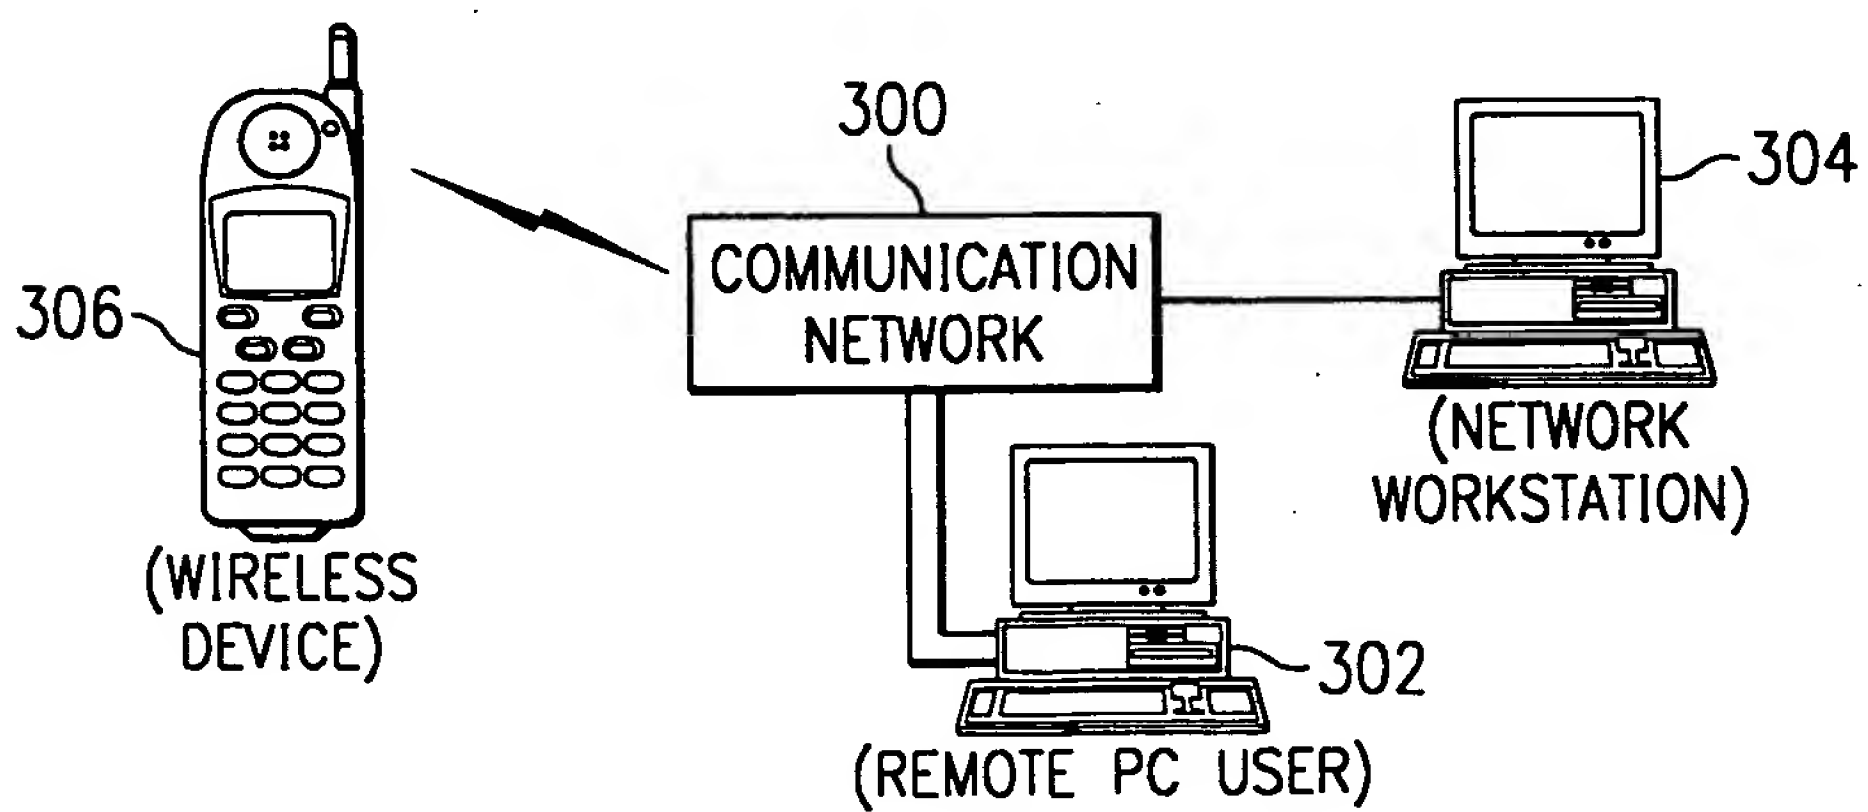 300
304
COMMUNICATION
NETWORK
306
(NETWORK
WORKSTATION)
(WIRELESS
DEVICE)
302
(REMOTE PC USER)